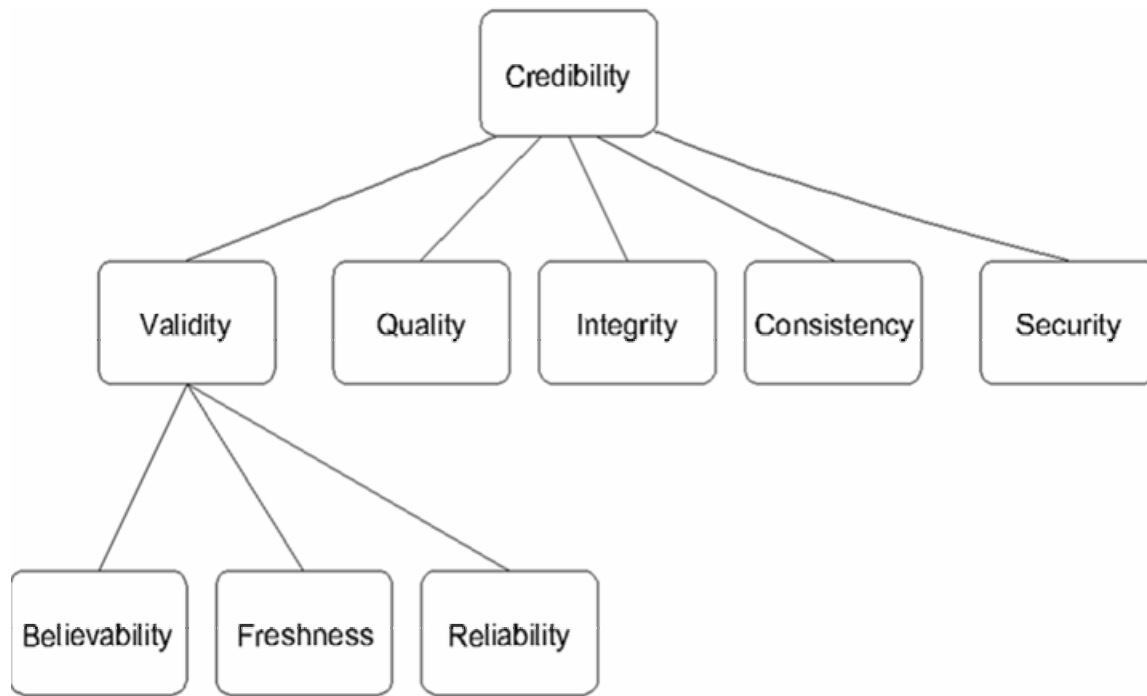 Credibility
Validity
Quality
Integrity
Consistency
Security
Believability
Freshness
Reliability